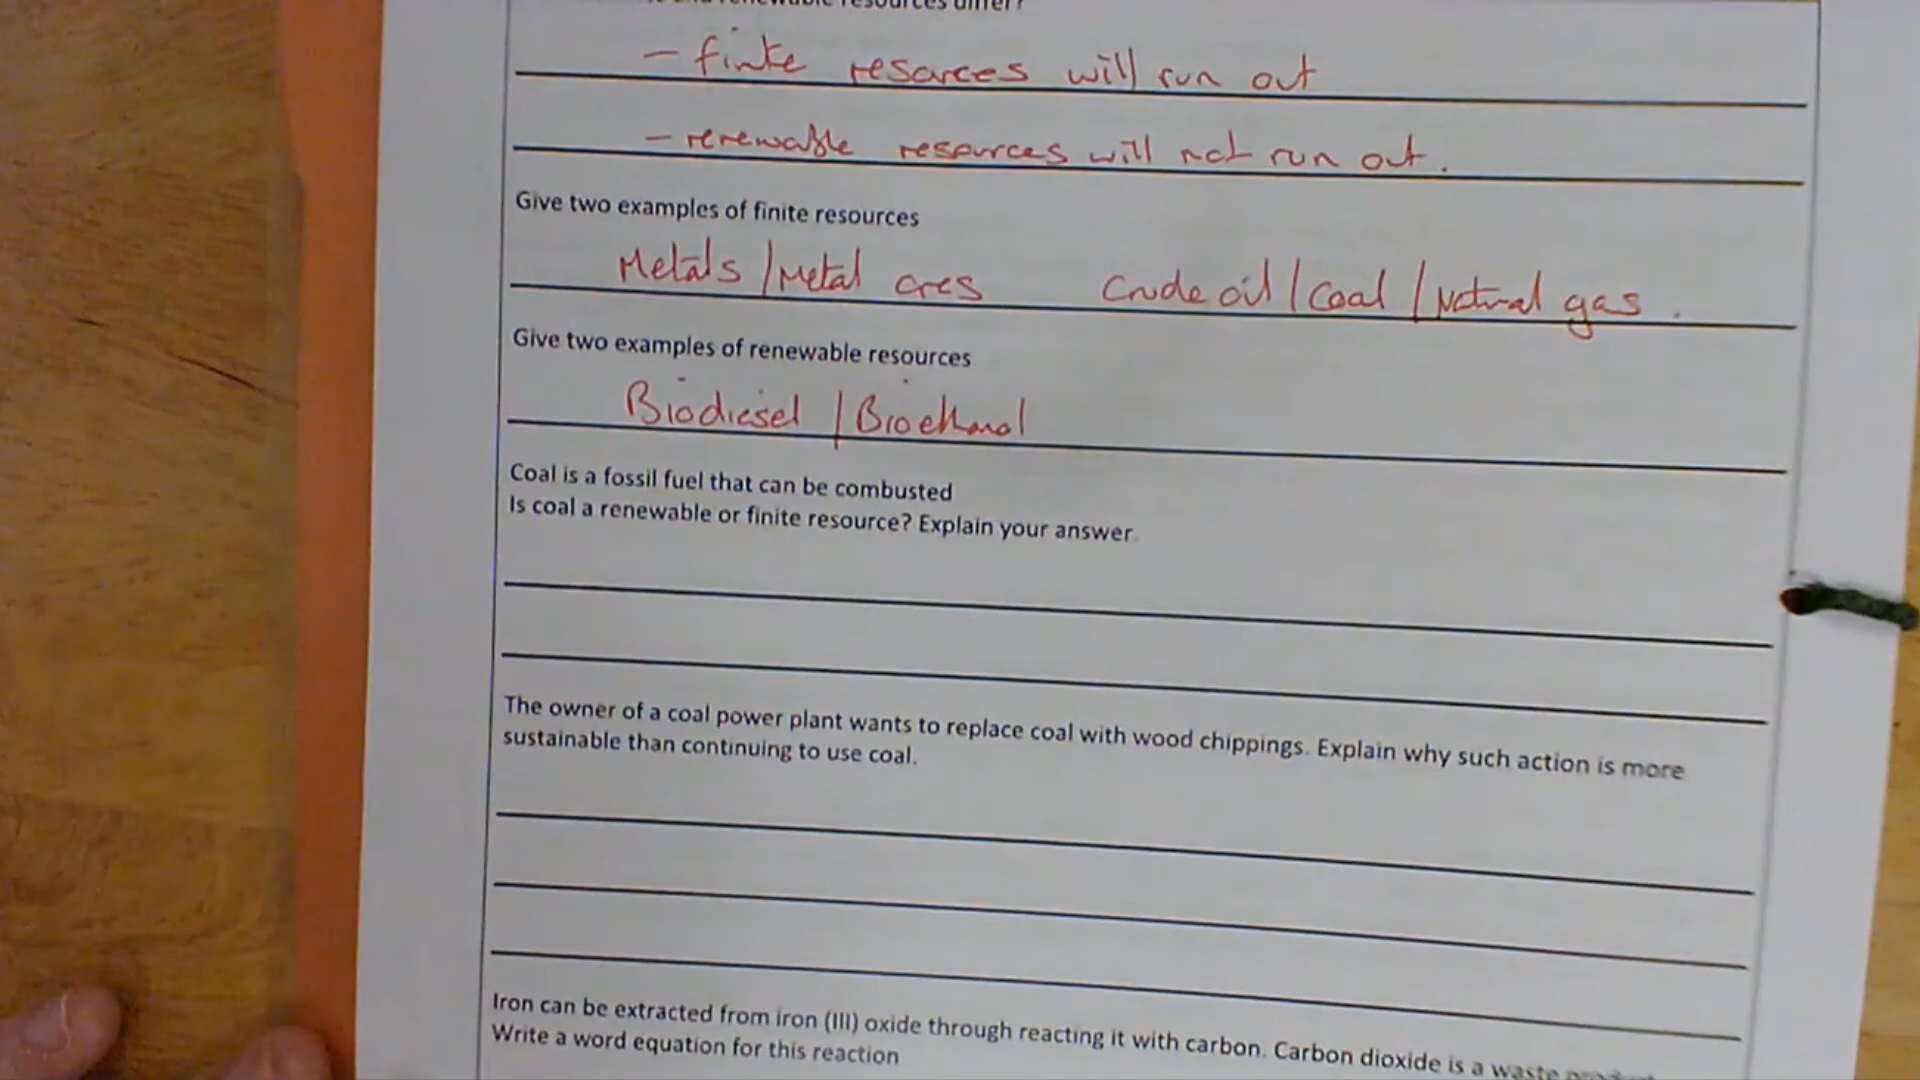 and renewable resources differ?
- finite resources will run out
- renewable resources will not run out.
Give two examples of finite resources
Metals / Metal ores Crude oil / Coal / Natural gas.
Give two examples of renewable resources
Biodiesel / Bioethanol
Coal is a fossil fuel that can be combusted
Is coal a renewable or finite resource? Explain your answer.
The owner of a coal power plant wants to replace coal with wood chippings. Explain why such action is more
sustainable than continuing to use coal.
Iron can be extracted from iron (III) oxide through reacting it with carbon. Carbon dioxide is a waste
Write a word equation for this reaction